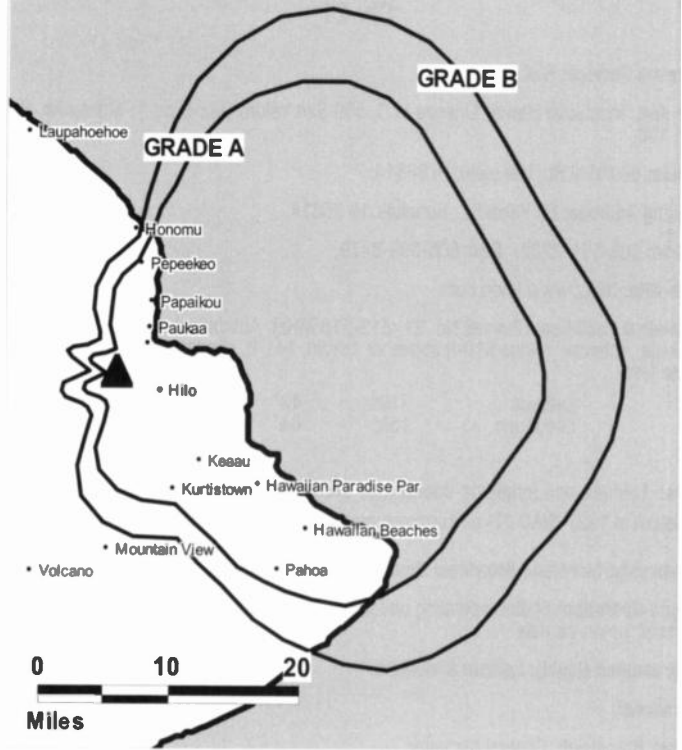 GRADE B
Laupahoehoe
GRADE A
Honomu
Pepeekeo
Papaikou
Paukaa
Hilo
Keaau
Kurtistown
Hawaiian Paradise Par
Hawaiian Beaches
Mountain View
Volcano
Pahoa
0 10 20
Miles